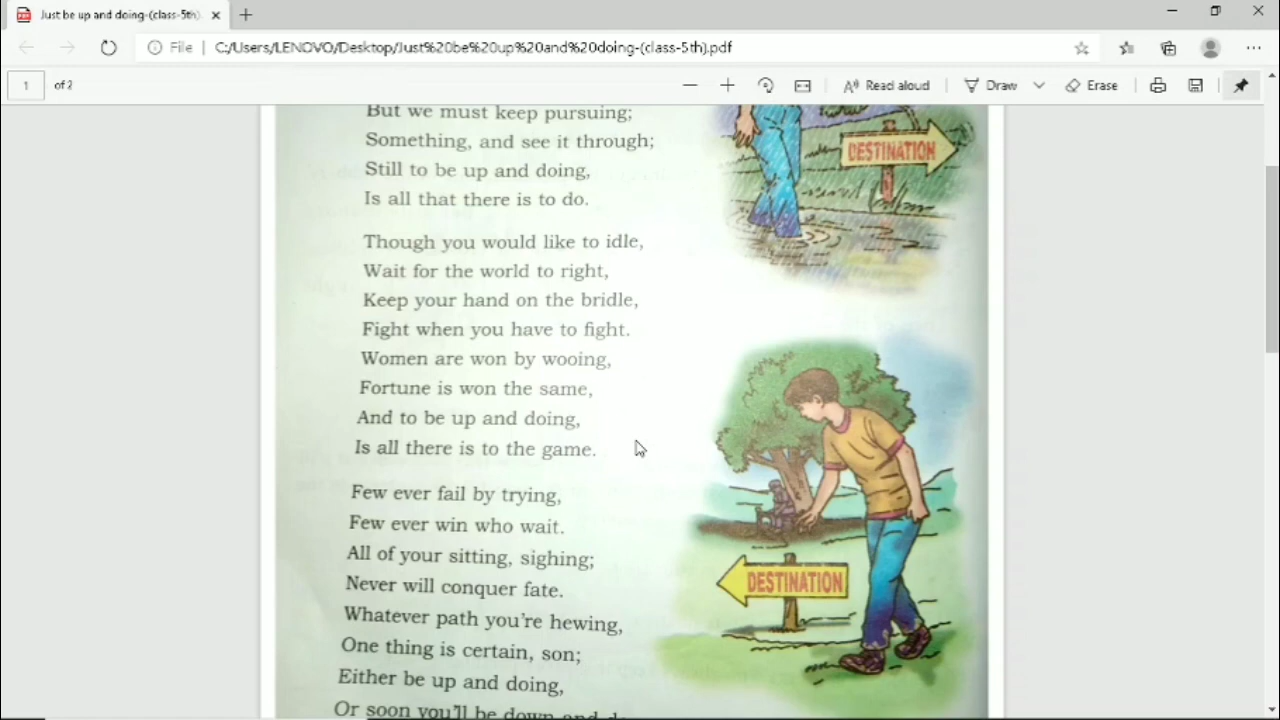 Just be up and doing-(class-5th).
File
C:/Users/LENOVO/Desktop/Just%20be%20up%20and%20doing-(class-5th).pdf
1 of 2
Read aloud
Draw
Erase
But we must keep pursuing;
Something, and see it through;
Still to be up and doing,
Is all that there is to do.
DESTINATION
Though you would like to idle,
Wait for the world to right,
Keep your hand on the bridle,
Fight when you have to fight.
Women are won by wooing,
Fortune is won the same,
And to be up and doing,
Is all there is to the game.
Few ever fail by trying,
Few ever win who wait.
All of your sitting, sighing;
Never will conquer fate.
Whatever path you're hewing,
One thing is certain, son;
Either be up and doing,
Or soon you'll be down and
DESTINATION